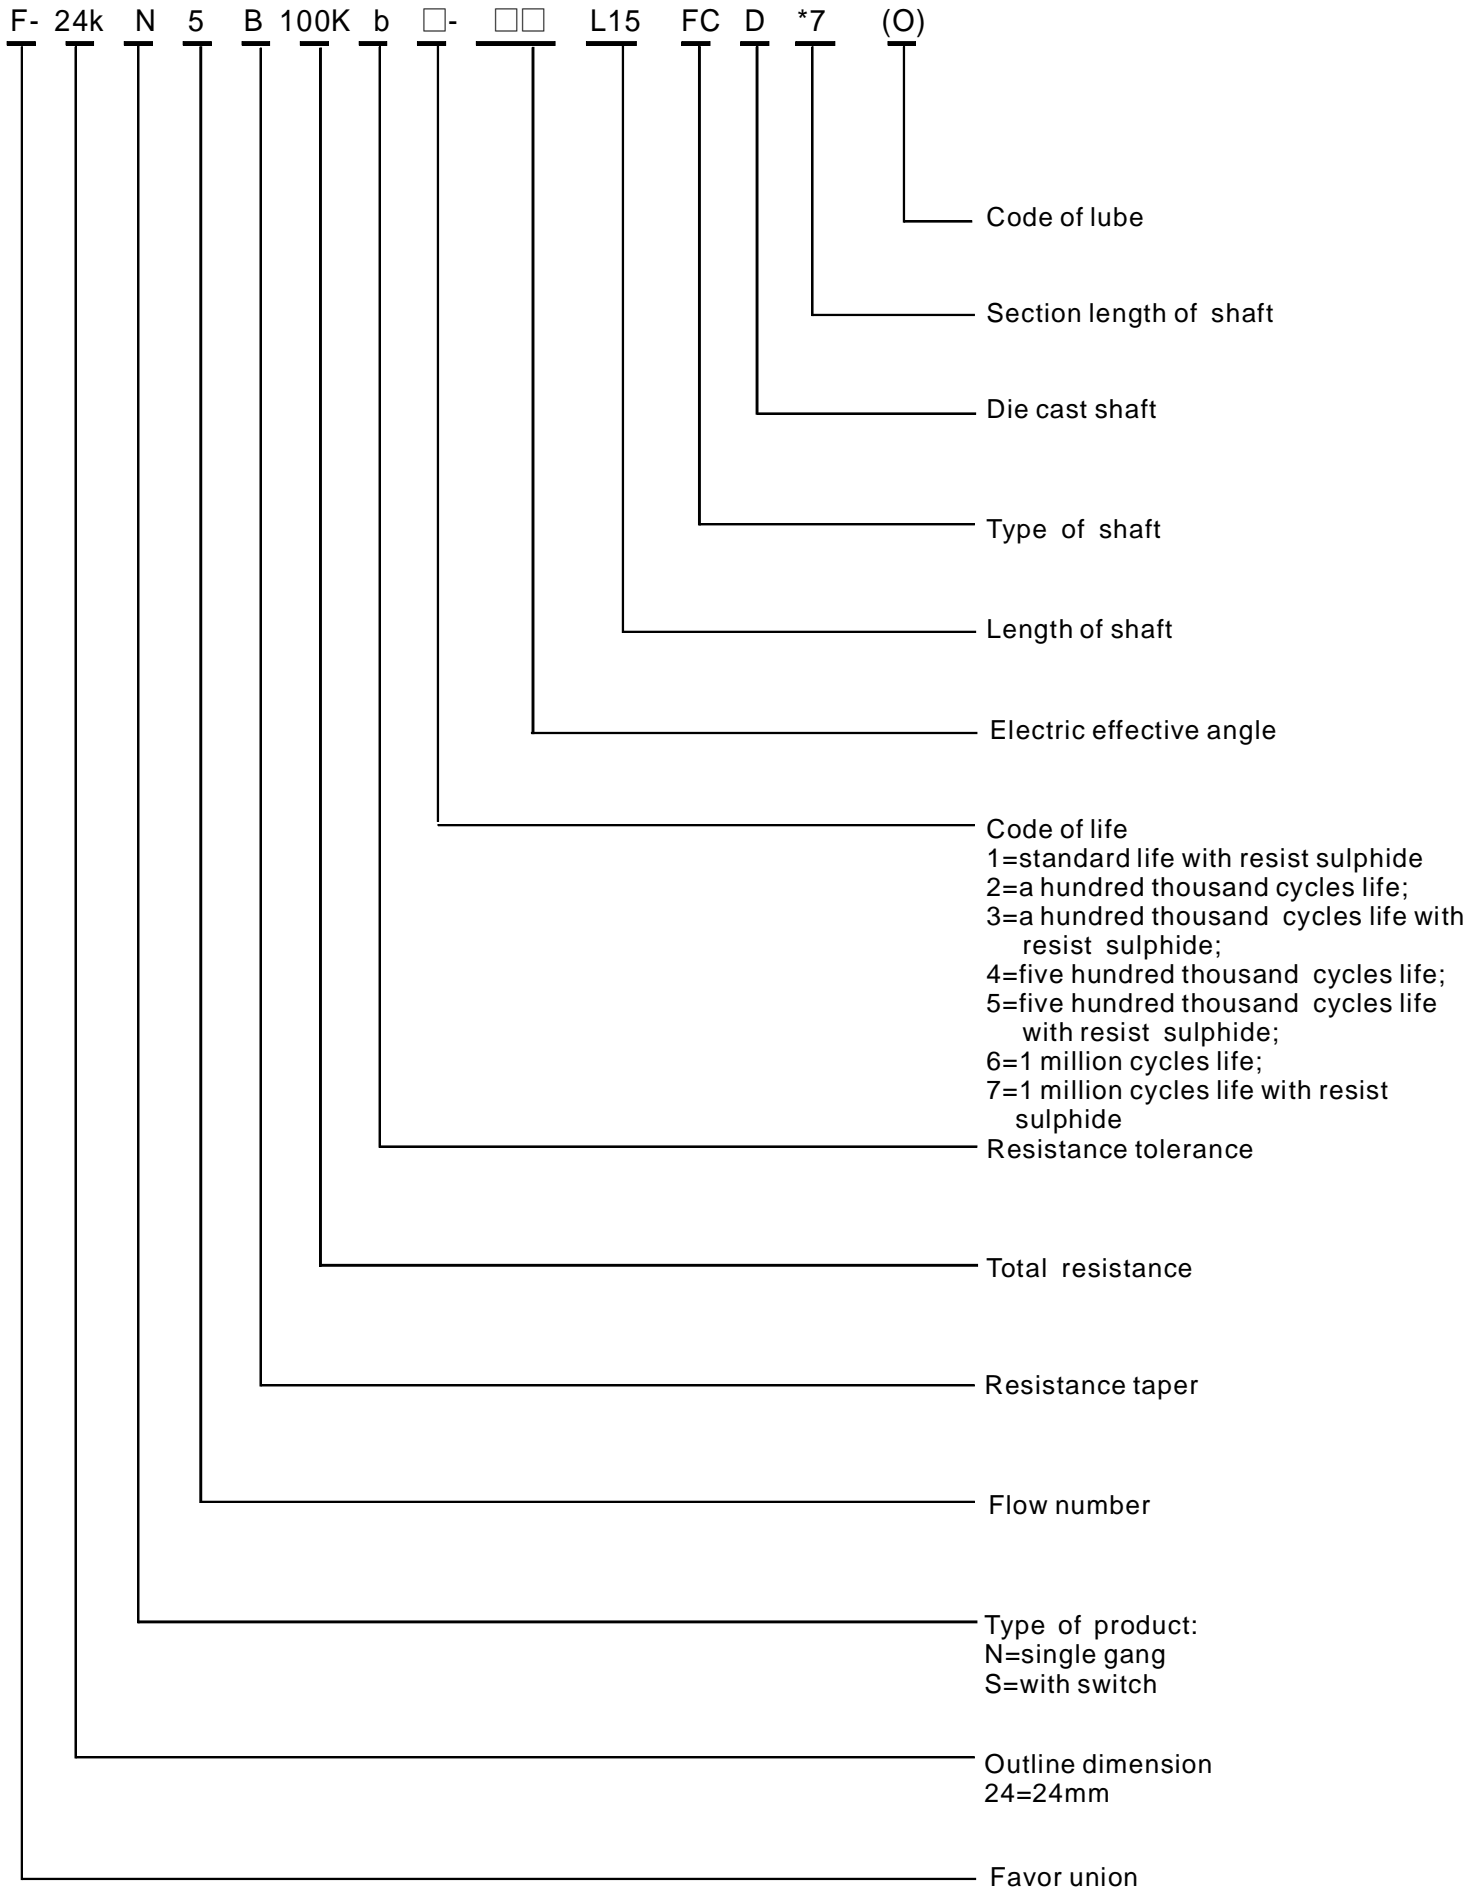 F- 24k N 5 B 100K b □- □□ L15 FC D *7 (O)
Code of lube
Section length of shaft
Die cast shaft
Type of shaft
Length of shaft
Electric effective angle
Code of life
1=standard life with resist sulphide
2=a hundred thousand cycles life;
3=a hundred thousand cycles life with
resist sulphide;
4=five hundred thousand cycles life;
5=five hundred thousand cycles life
with resist sulphide;
6=1 million cycles life;
7=1 million cycles life with resist
sulphide
Resistance tolerance
Total resistance
Resistance taper
Flow number
Type of product:
N=single gang
S=with switch
Outline dimension
24=24mm
Favor union